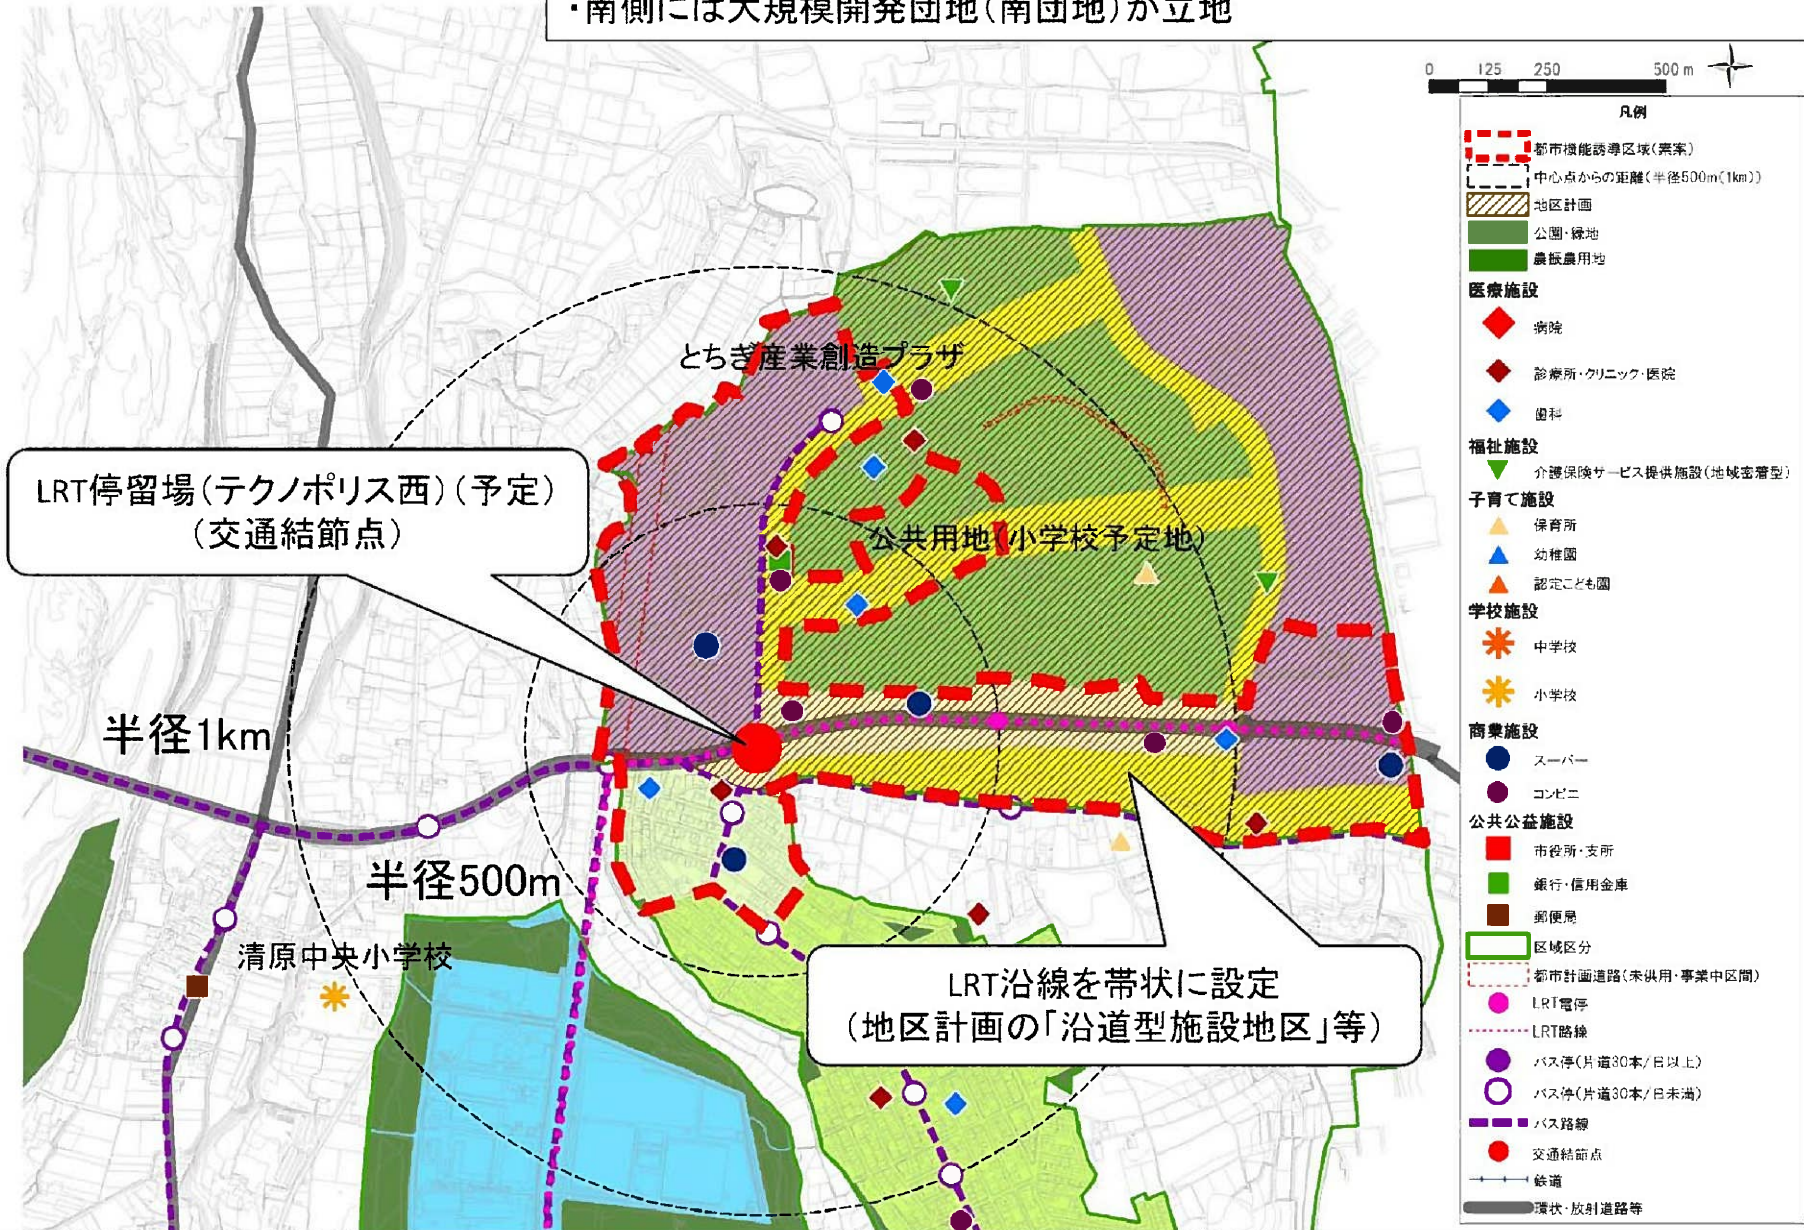 ・南側には大規模開発団地(南団地)が立地
0 125 250 500 m
凡例
都市機能誘導区域(素案)
中心点からの距離(半径500m(1km))
地区計画
公園・緑地
農振農用地
医療施設
病院
診療所・クリニック・医院
歯科
福祉施設
介護保険サービス提供施設(地域密着型)
子育て施設
保育所
幼稚園
認定こども園
学校施設
中学校
小学校
商業施設
スーパー
コンビニ
公共公益施設
市役所・支所
銀行・信用金庫
郵便局
区域区分
都市計画道路(未供用・事業中区間)
LRT電停
LRT路線
バス停(片道30本/日以上)
バス停(片道30本/日未満)
バス路線
交通結節点
鉄道
環状・放射道路等
とちぎ産業創造プラザ
LRT停留場(テクノポリス西)(予定)
(交通結節点)
公共用地(小学校予定地)
半径1km
半径500m
清原中央小学校
LRT沿線を帯状に設定
(地区計画の「沿道型施設地区」等)